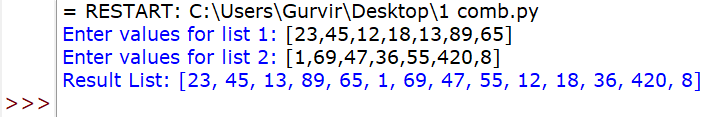 = RESTART: C:\Users\Gurvir\Desktop\1 comb.py
Enter values for list 1: [23,45,12,18,13,89,65]
Enter values for list 2: [1,69,47,36,55,420,8]
Result List: [23, 45, 13, 89, 65, 1, 69, 47, 55, 12, 18, 36, 420, 8]
>>>